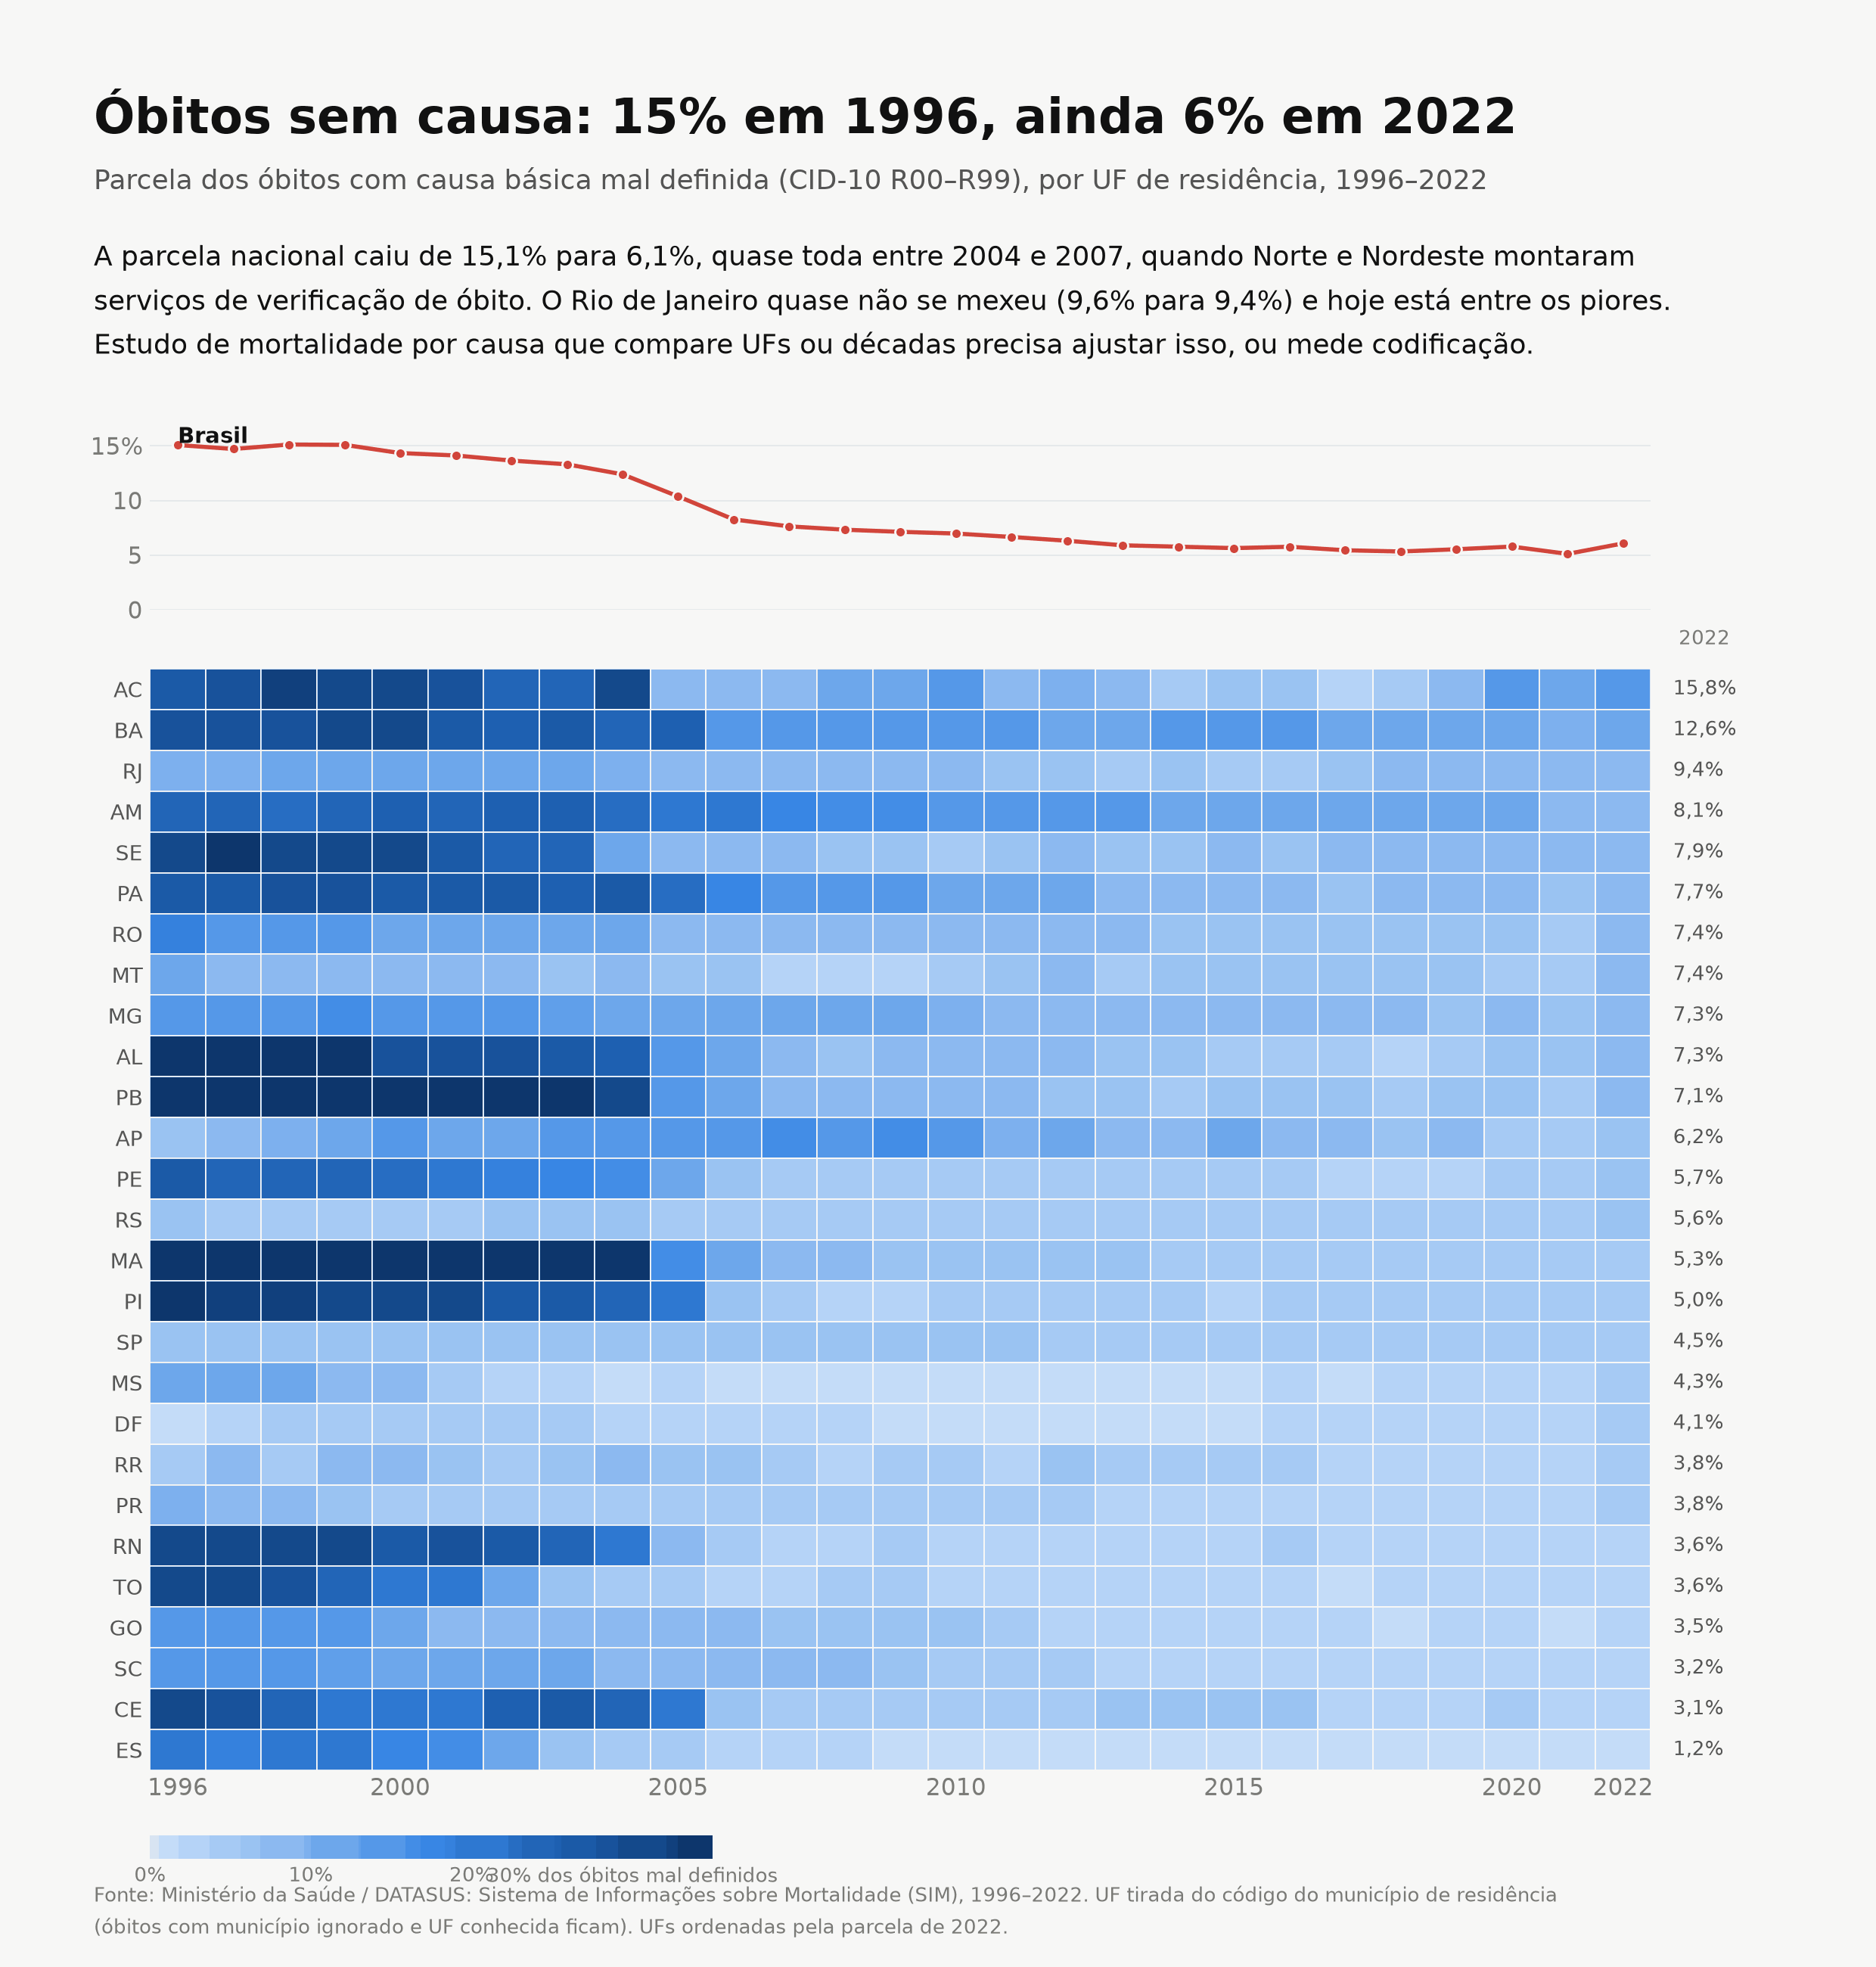 Óbitos sem causa: 15% em 1996, ainda 6% em 2022
Parcela dos óbitos com causa básica mal definida (CID-10 R00–R99), por UF de residência, 1996–2022
A parcela nacional caiu de 15,1% para 6,1%, quase toda entre 2004 e 2007, quando Norte e Nordeste montaram
serviços de verificação de óbito. O Rio de Janeiro quase não se mexeu (9,6% para 9,4%) e hoje está entre os piores.
Estudo de mortalidade por causa que compare UFs ou décadas precisa ajustar isso, ou mede codificação.
Brasil
15%
10
5
0
2022
AC 15,8%
BA 12,6%
RJ 9,4%
AM 8,1%
SE 7,9%
PA 7,7%
RO 7,4%
MT 7,4%
MG 7,3%
AL 7,3%
PB 7,1%
AP 6,2%
PE 5,7%
RS 5,6%
MA 5,3%
PI 5,0%
SP 4,5%
MS 4,3%
DF 4,1%
RR 3,8%
PR 3,8%
RN 3,6%
TO 3,6%
GO 3,5%
SC 3,2%
CE 3,1%
ES 1,2%
1996 2000 2005 2010 2015 2020 2022
0% 10% 20% 30% dos óbitos mal definidos
Fonte: Ministério da Saúde / DATASUS: Sistema de Informações sobre Mortalidade (SIM), 1996–2022. UF tirada do código do município de residência
(óbitos com município ignorado e UF conhecida ficam). UFs ordenadas pela parcela de 2022.